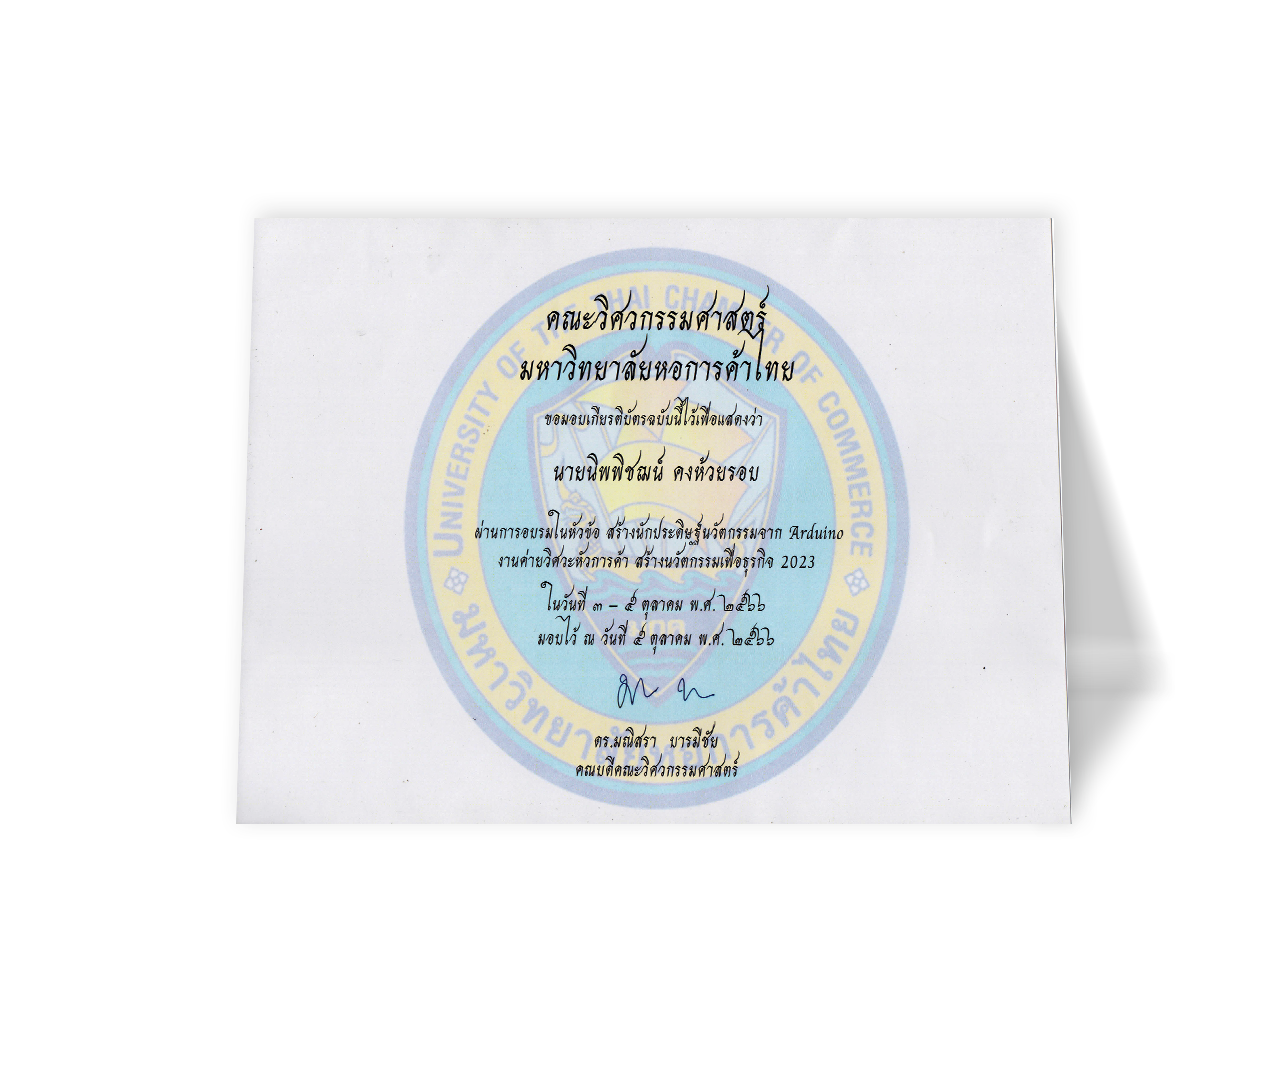 คณะวิศวกรรมศาสตร์
มหาวิทยาลัยหอการค้าไทย
ขอมอบเกียรติบัตรฉบับนี้ไว้เพื่อแสดงว่า
นายนิพพิชฌน์ คงห้วยรอบ
ผ่านการอบรมในหัวข้อ สร้างนักประดิษฐ์นวัตกรรมจาก Arduino
งานค่ายวิศวะหัวการค้า สร้างนวัตกรรมเพื่อธุรกิจ 2023
ในวันที่ ๓ – ๕ ตุลาคม พ.ศ. ๒๕๖๖
มอบไว้ ณ วันที่ ๕ ตุลาคม พ.ศ. ๒๕๖๖
ดร.มณิสรา บารมีชัย
คณบดีคณะวิศวกรรมศาสตร์
UNIVERSITY OF THE THAI CHAMBER OF COMMERCE
มหาวิทยาลัยหอการค้าไทย